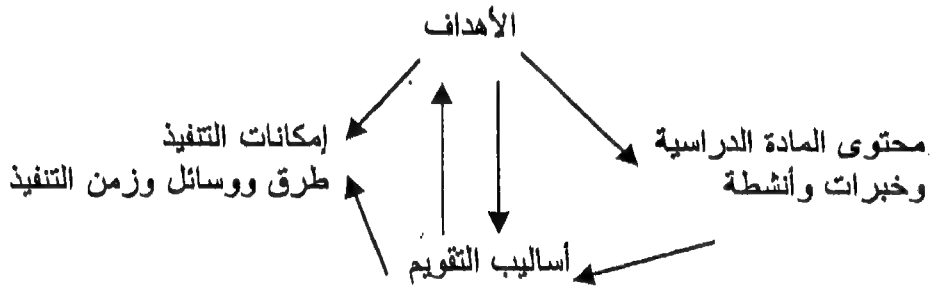 الأهداف
محتوى المادة الدراسية
وخبرات وأنشطة
إمكانات التنفيذ
طرق ووسائل وزمن التنفيذ
أساليب التقويم